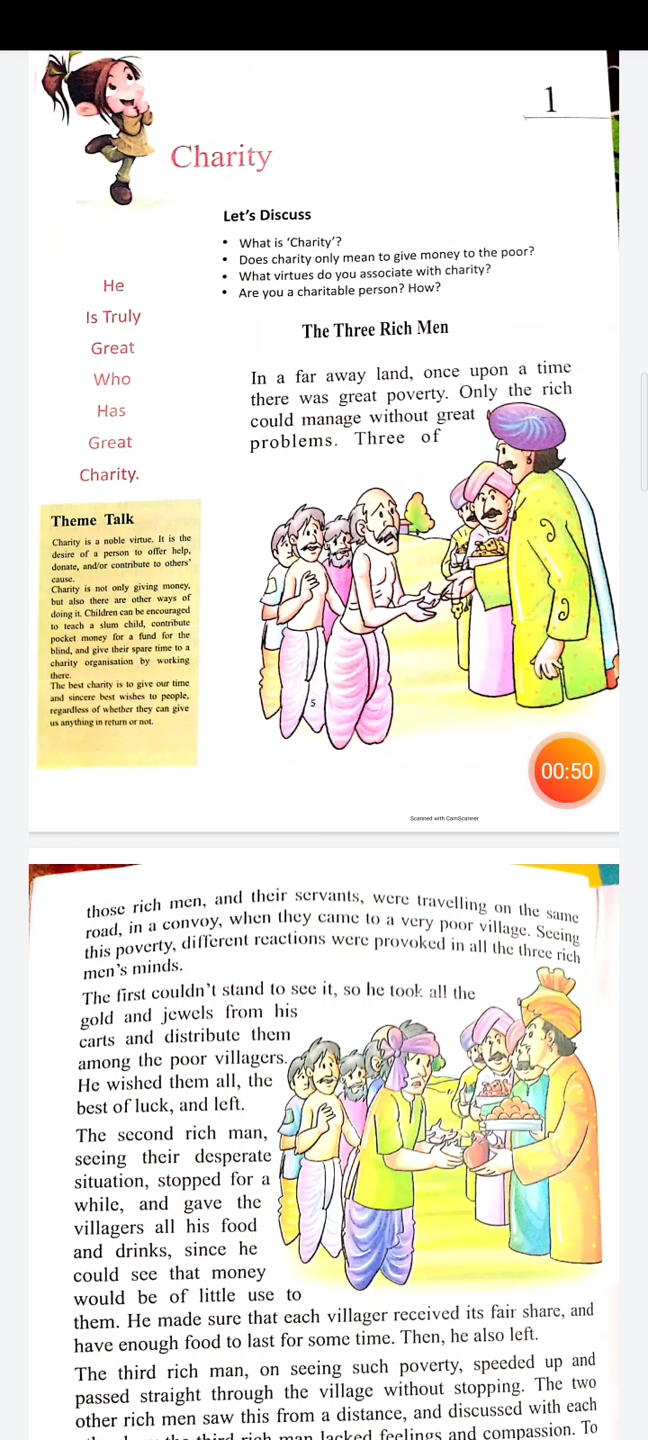 1
Charity
Let's Discuss
• What is 'Charity'?
• Does charity only mean to give money to the poor?
• What virtues do you associate with charity?
• Are you a charitable person? How?
He
Is Truly
Great
Who
Has
Great
Charity.
The Three Rich Men
In a far away land, once upon a time
there was great poverty. Only the rich
could manage without great
problems. Three of
Theme Talk
Charity is a noble virtue. It is the
desire of a person to offer help,
donate, and/or contribute to others'
cause.
Charity is not only giving money,
but also there are other ways of
doing it. Children can be encouraged
to teach a slum child, contribute
pocket money for a fund for the
blind, and give their spare time to a
charity organisation by working
there.
The best charity is to give our time
and sincere best wishes to people,
regardless of whether they can give
us anything in return or not.
5
00:50
Scanned with CamScanner
those rich men, and their servants, were travelling on the same
road, in a convoy, when they came to a very poor village. Seeing
this poverty, different reactions were provoked in all the three rich
men's minds.
The first couldn't stand to see it, so he took all the
gold and jewels from his
carts and distribute them
among the poor villagers.
He wished them all, the
best of luck, and left.
The second rich man,
seeing their desperate
situation, stopped for a
while, and gave the
villagers all his food
and drinks, since he
could see that money
would be of little use to
them. He made sure that each villager received its fair share, and
have enough food to last for some time. Then, he also left.
The third rich man, on seeing such poverty, speeded up and
passed straight through the village without stopping. The two
other rich men saw this from a distance, and discussed with each
the third rich man lacked feelings and compassion. To